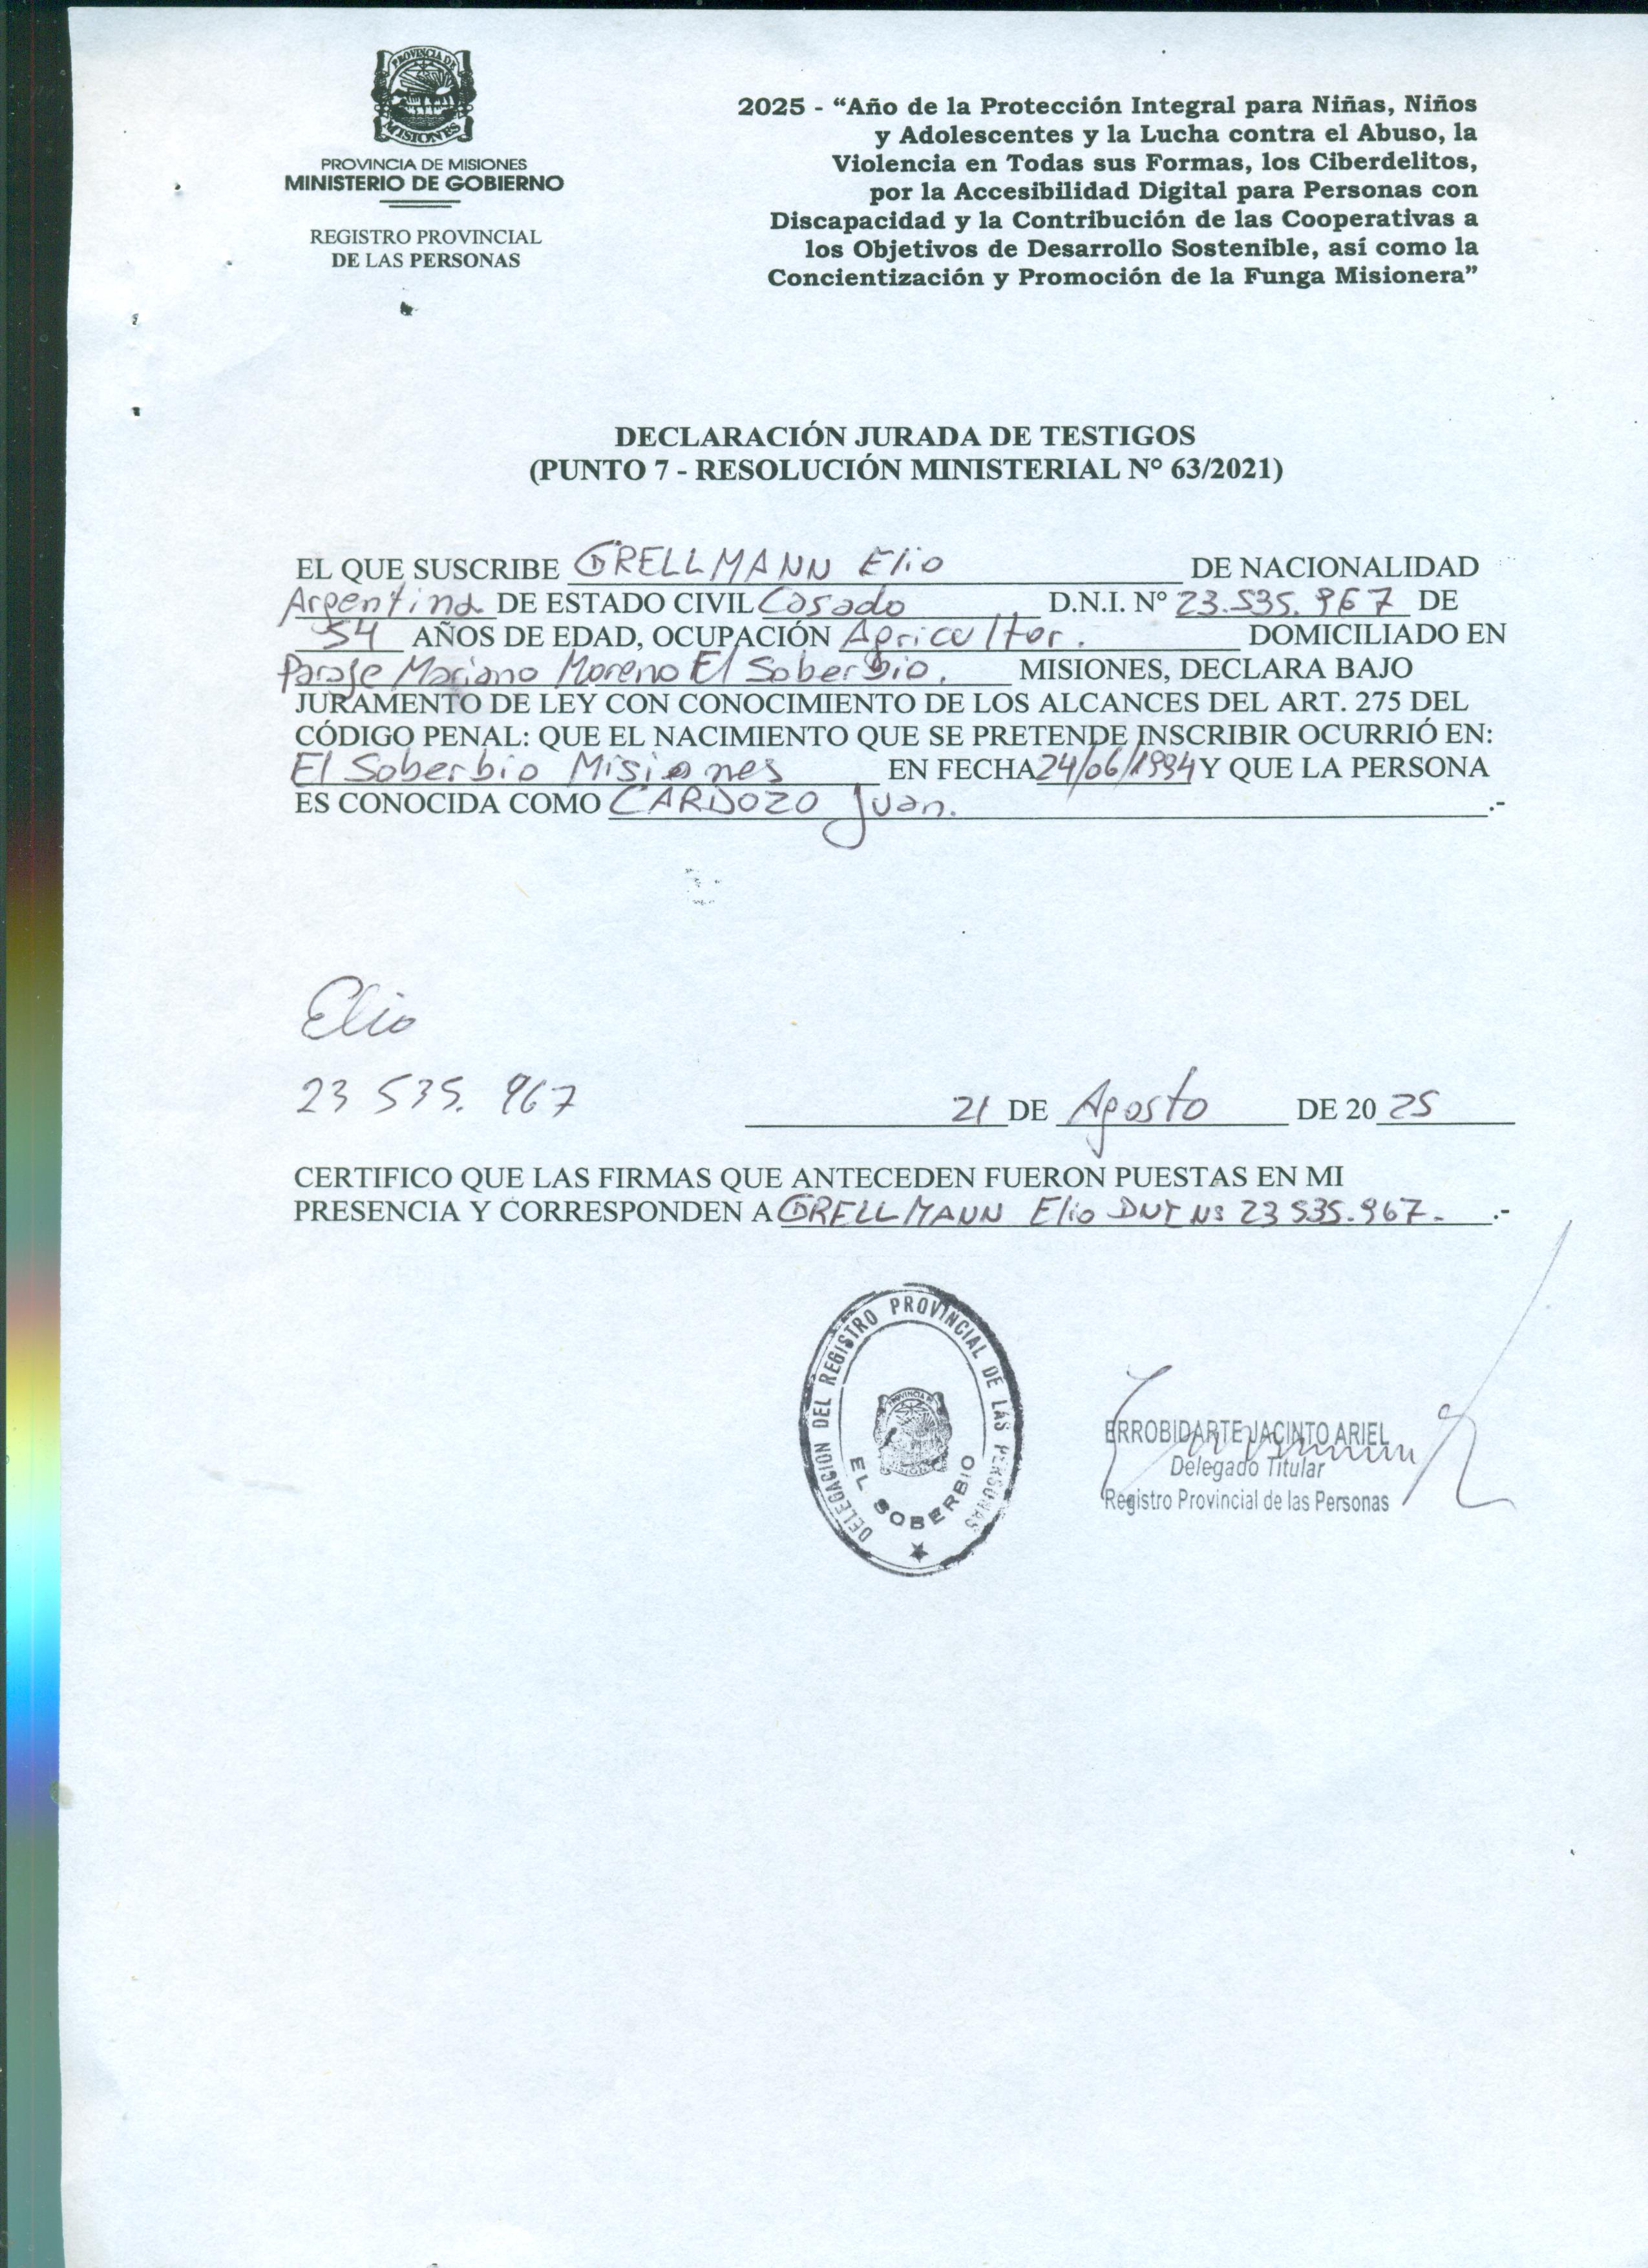 PROVINCIA DE
MISIONES
PROVINCIA DE MISIONES
MINISTERIO DE GOBIERNO
REGISTRO PROVINCIAL
DE LAS PERSONAS
2025 - “Año de la Protección Integral para Niñas, Niños
y Adolescentes y la Lucha contra el Abuso, la
Violencia en Todas sus Formas, los Ciberdelitos,
por la Accesibilidad Digital para Personas con
Discapacidad y la Contribución de las Cooperativas a
los Objetivos de Desarrollo Sostenible, así como la
Concientización y Promoción de la Funga Misionera”
DECLARACIÓN JURADA DE TESTIGOS
(PUNTO 7 - RESOLUCIÓN MINISTERIAL N° 63/2021)
EL QUE SUSCRIBE GRELLMANN Elio DE NACIONALIDAD
Argentina DE ESTADO CIVIL Casado D.N.I. N° 23.535.967 DE
54 AÑOS DE EDAD, OCUPACIÓN Agricultor. DOMICILIADO EN
Paraje Mariano Moreno El Soberbio, MISIONES, DECLARA BAJO
JURAMENTO DE LEY CON CONOCIMIENTO DE LOS ALCANCES DEL ART. 275 DEL
CÓDIGO PENAL: QUE EL NACIMIENTO QUE SE PRETENDE INSCRIBIR OCURRIÓ EN:
El Soberbio Misiones EN FECHA 24/06/1994 Y QUE LA PERSONA
ES CONOCIDA COMO CARDOZO Juan. .-
Elio
23 535. 967
21 DE Agosto DE 20 25
CERTIFICO QUE LAS FIRMAS QUE ANTECEDEN FUERON PUESTAS EN MI
PRESENCIA Y CORRESPONDEN A GRELLMANN Elio DNI Nº 23 535.967. .-
DELEGACION DEL REGISTRO PROVINCIAL DE LAS PERSONAS
PROVINCIA DE
EL SOBERBIO
ERROBIDARTE JACINTO ARIEL
Delegado Titular
Registro Provincial de las Personas